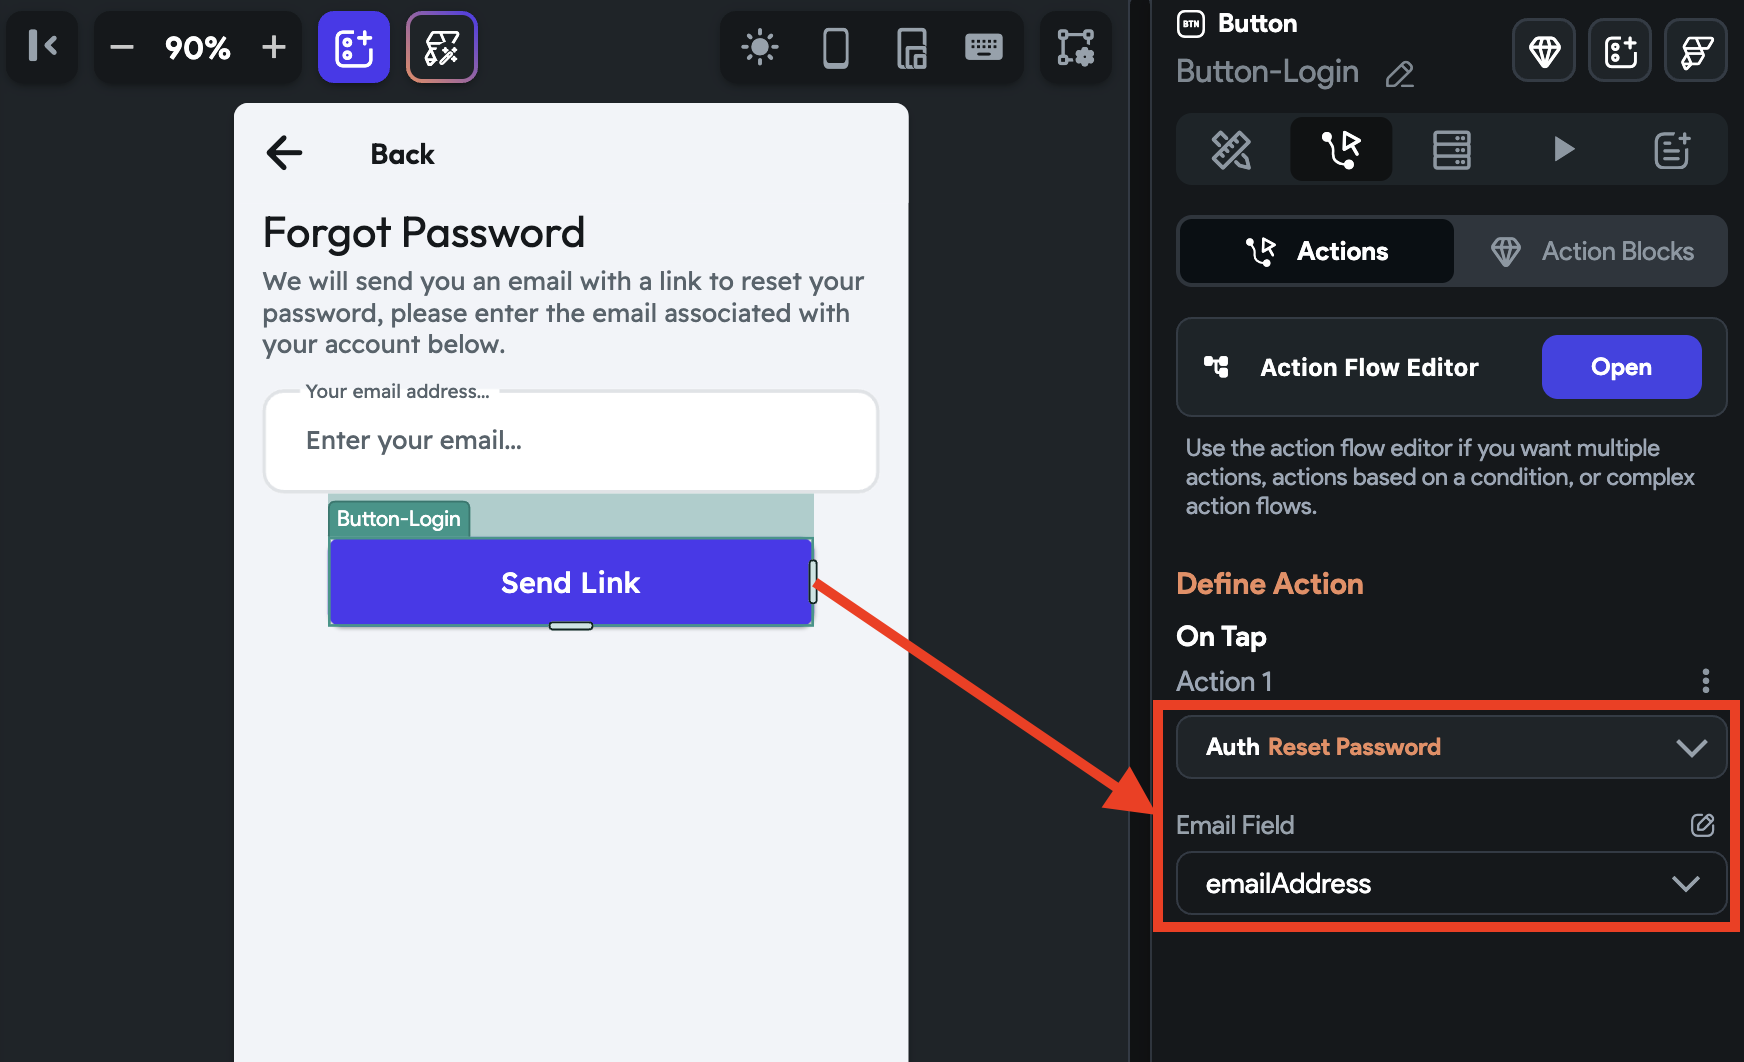 90%
BTN Button
Button-Login
Back
Forgot Password
We will send you an email with a link to reset your
password, please enter the email associated with
your account below.
Your email address...
Enter your email...
Button-Login
Send Link
Actions
Action Blocks
Action Flow Editor
Open
Use the action flow editor if you want multiple
actions, actions based on a condition, or complex
action flows.
Define Action
On Tap
Action 1
Auth Reset Password
Email Field
emailAddress